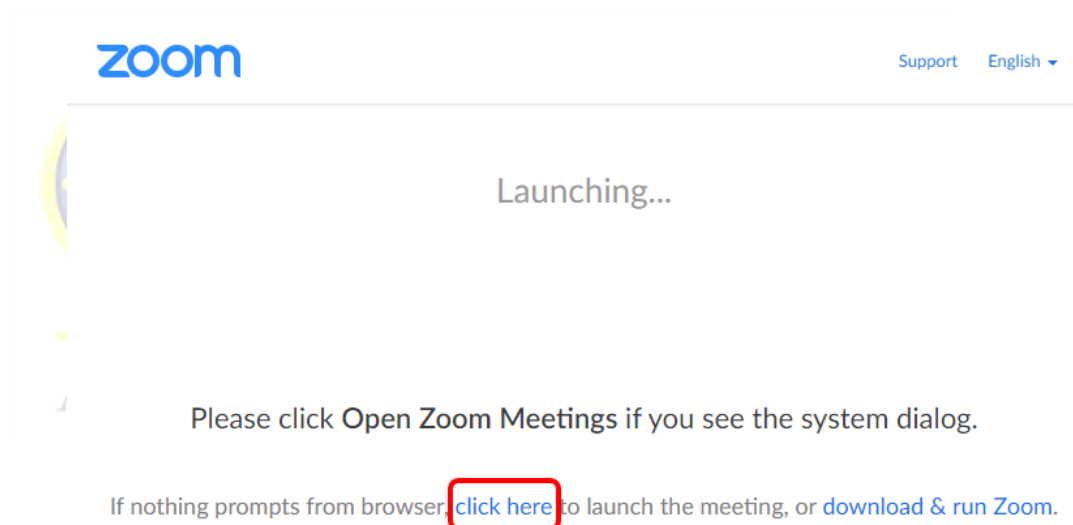 zoom
Support English
Launching...
Please click Open Zoom Meetings if you see the system dialog.
If nothing prompts from browser, click here to launch the meeting, or download & run Zoom.